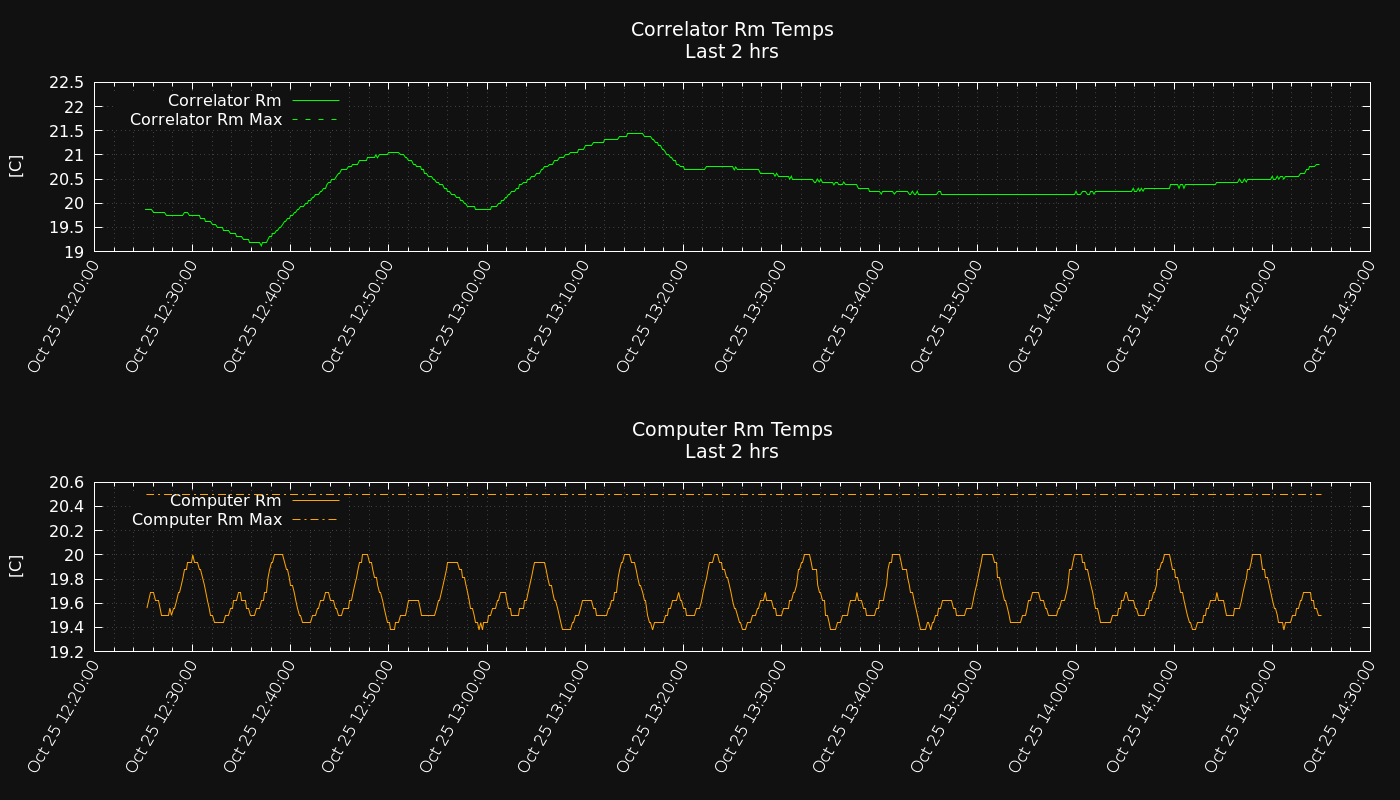 Correlator Rm Temps
Last 2 hrs
[C]
22.5
22
21.5
21
20.5
20
19.5
19
Correlator Rm
Correlator Rm Max
Oct 25 12:20:00
Oct 25 12:30:00
Oct 25 12:40:00
Oct 25 12:50:00
Oct 25 13:00:00
Oct 25 13:10:00
Oct 25 13:20:00
Oct 25 13:30:00
Oct 25 13:40:00
Oct 25 13:50:00
Oct 25 14:00:00
Oct 25 14:10:00
Oct 25 14:20:00
Oct 25 14:30:00
Computer Rm Temps
Last 2 hrs
[C]
20.6
20.4
20.2
20
19.8
19.6
19.4
19.2
Computer Rm
Computer Rm Max
Oct 25 12:20:00
Oct 25 12:30:00
Oct 25 12:40:00
Oct 25 12:50:00
Oct 25 13:00:00
Oct 25 13:10:00
Oct 25 13:20:00
Oct 25 13:30:00
Oct 25 13:40:00
Oct 25 13:50:00
Oct 25 14:00:00
Oct 25 14:10:00
Oct 25 14:20:00
Oct 25 14:30:00